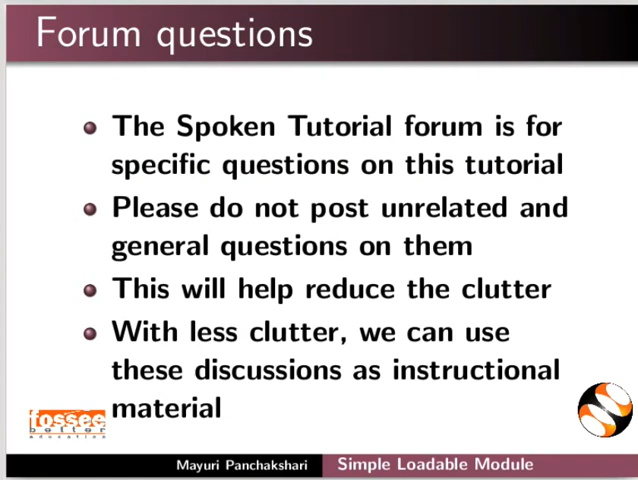 Forum questions
The Spoken Tutorial forum is for
specific questions on this tutorial
Please do not post unrelated and
general questions on them
This will help reduce the clutter
With less clutter, we can use
these discussions as instructional
material
fossee
better
education
Mayuri Panchakshari Simple Loadable Module